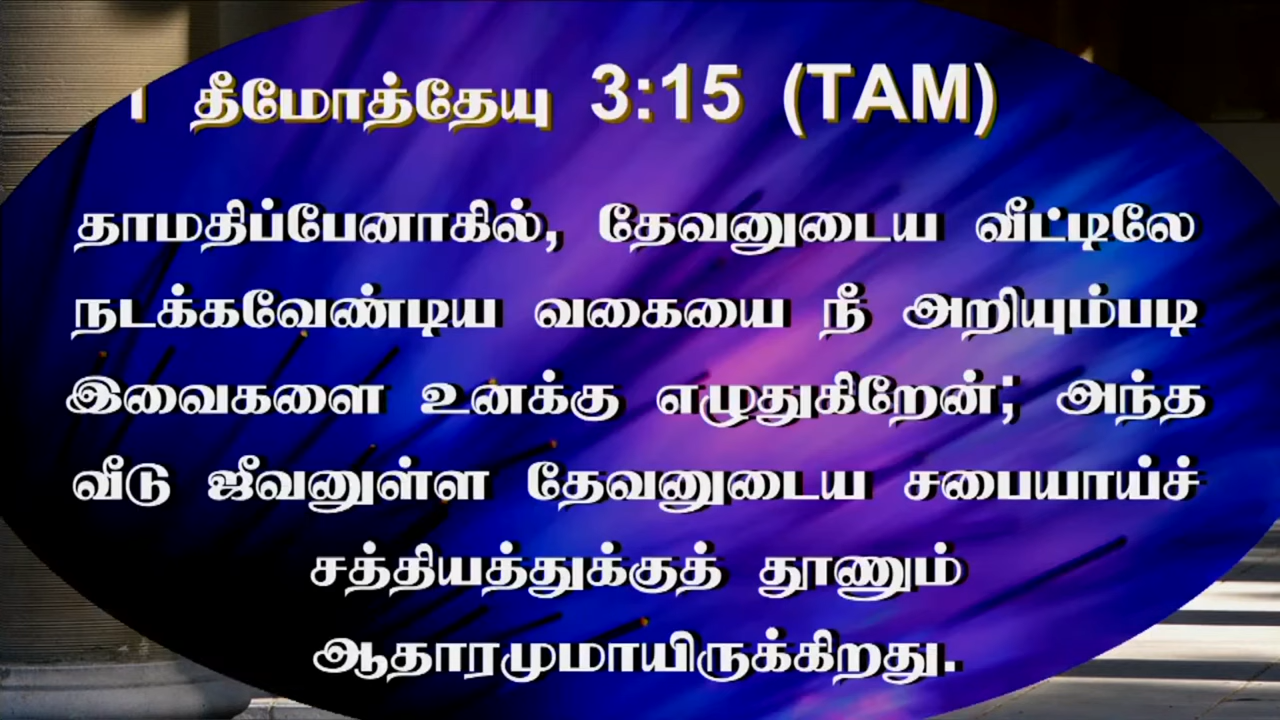 1 தீமோத்தேயு 3:15 (TAM)
தாமதிப்பேனாகில், தேவனுடைய வீட்டிலே
நடக்கவேண்டிய வகையை நீ அறியும்படி
இவைகளை உனக்கு எழுதுகிறேன்; அந்த
வீடு ஜீவனுள்ள தேவனுடைய சபையாய்ச்
சத்தியத்துக்குத் தூணும்
ஆதாரமுமாயிருக்கிறது.